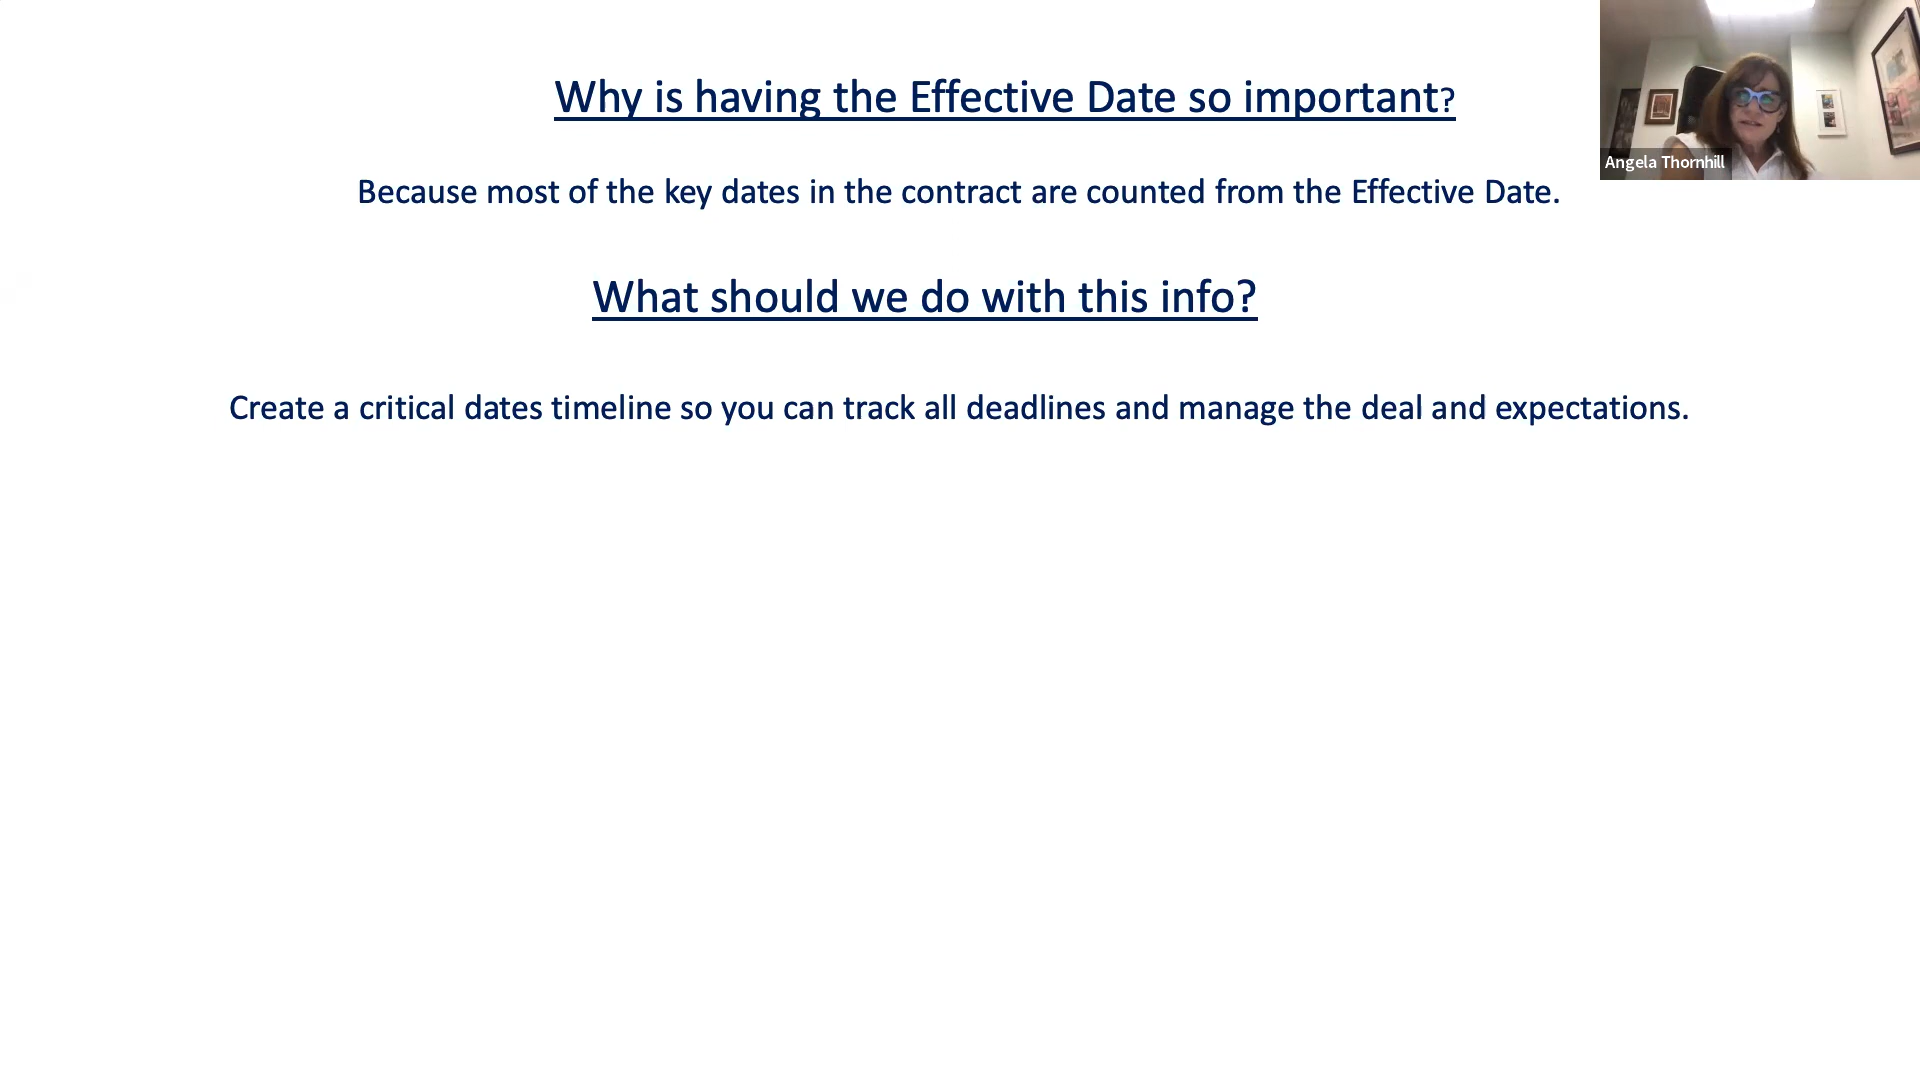 Why is having the Effective Date so important?
Angela Thornhill
Because most of the key dates in the contract are counted from the Effective Date.
What should we do with this info?
Create a critical dates timeline so you can track all deadlines and manage the deal and expectations.